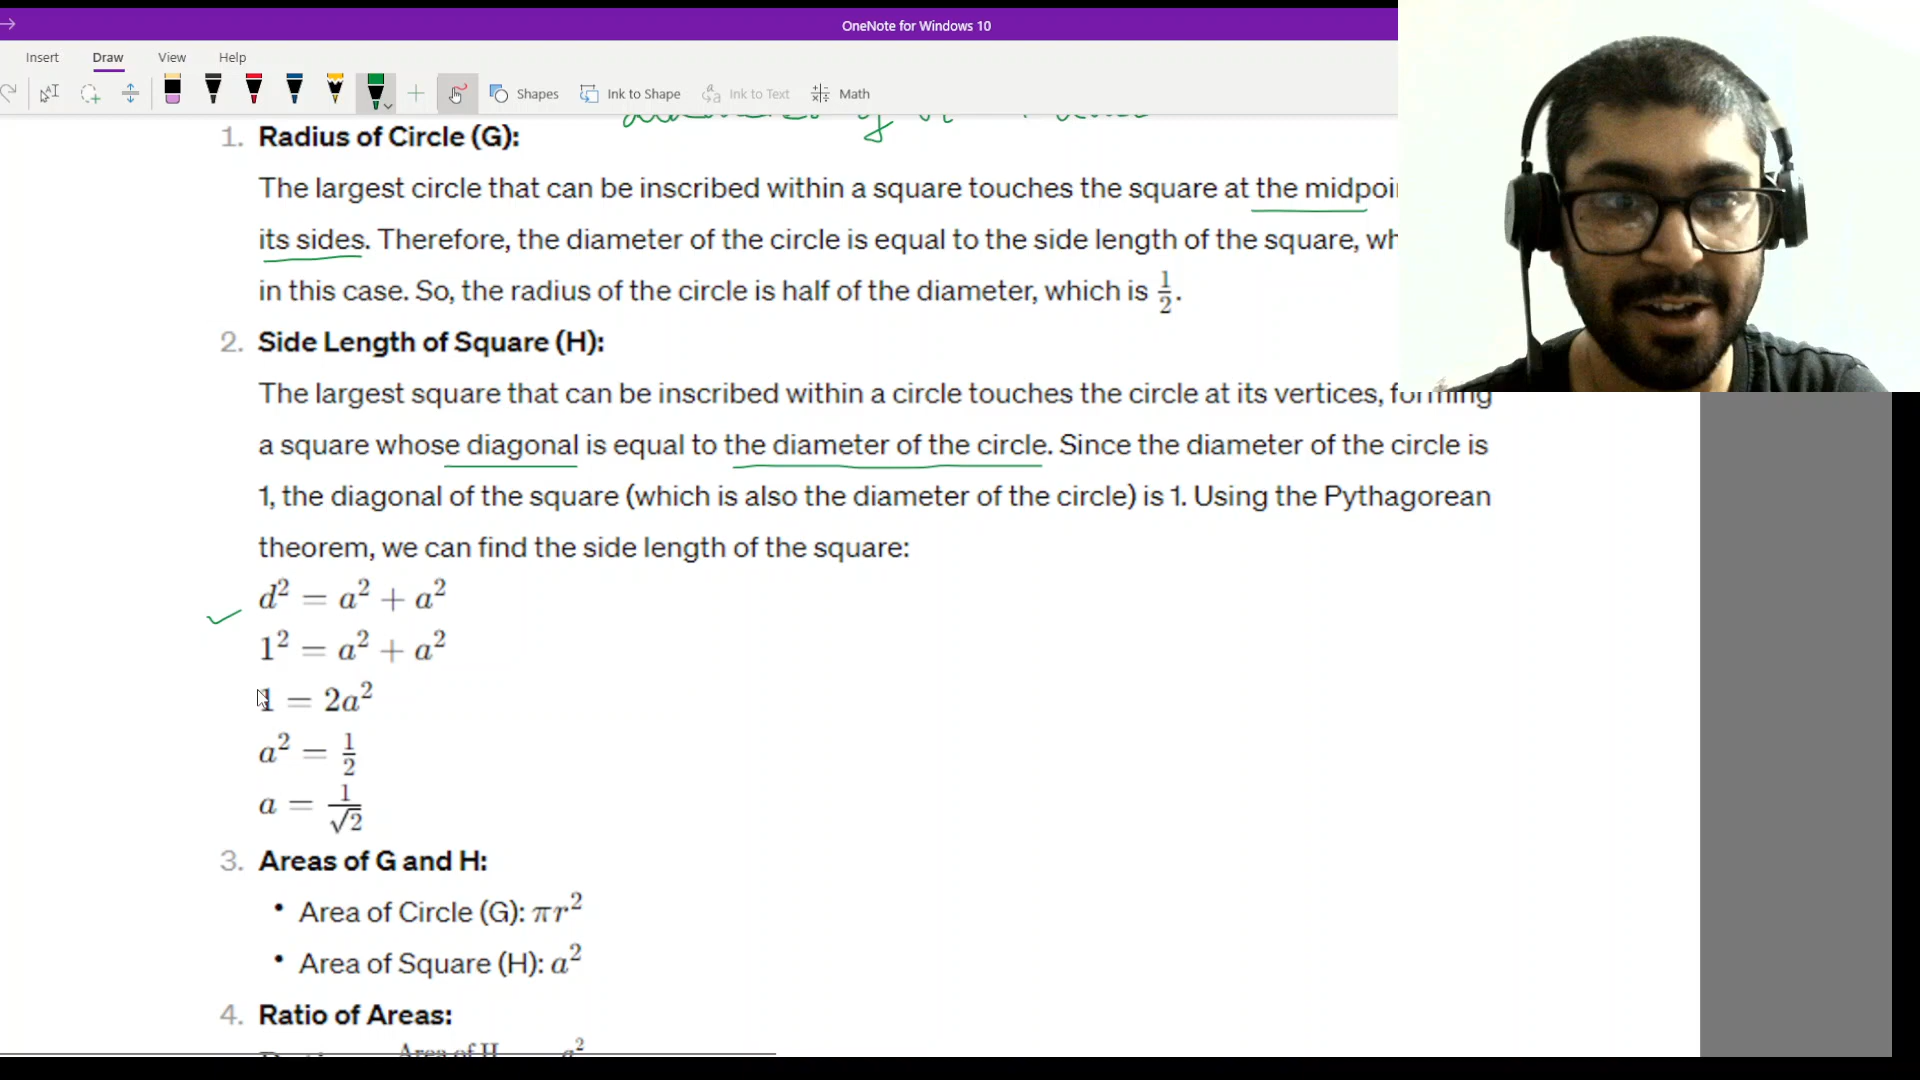 OneNote for Windows 10
Insert Draw View Help
Shapes Ink to Shape Ink to Text Math
1. Radius of Circle (G):
The largest circle that can be inscribed within a square touches the square at the
its sides. Therefore, the diameter of the circle is equal to the side length of the square,
in this case. So, the radius of the circle is half of the diameter, which is 1/2.
2. Side Length of Square (H):
The largest square that can be inscribed within a circle touches the circle at its vertices, forming
a square whose diagonal is equal to the diameter of the circle. Since the diameter of the circle is
1, the diagonal of the square (which is also the diameter of the circle) is 1. Using the Pythagorean
theorem, we can find the side length of the square:
d² = a² + a²
1² = a² + a²
1 = 2a²
a² = 1/2
a = 1/√2
3. Areas of G and H:
• Area of Circle (G): πr²
• Area of Square (H): a²
4. Ratio of Areas:
Area of H a²